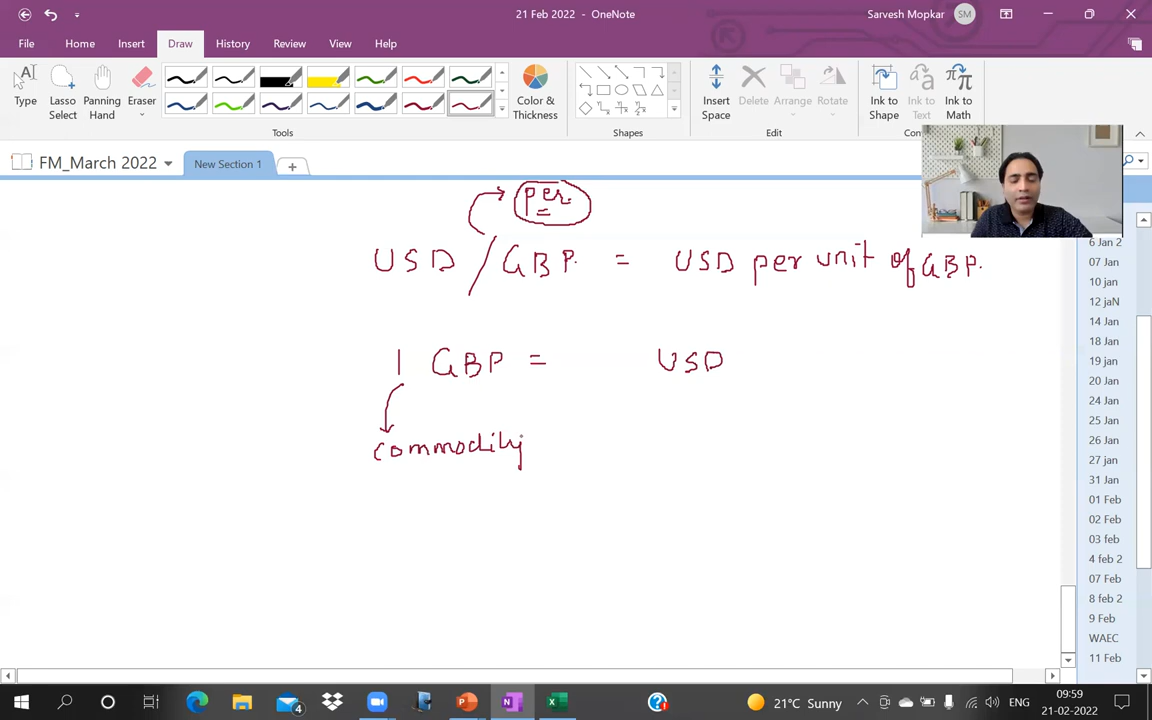 21 Feb 2022 - OneNote
Sarvesh Mopkar
SM
File Home Insert Draw History Review View Help
Type
Lasso Select
Panning Hand
Eraser
Color & Thickness
Insert Space
Delete
Arrange
Rotate
Ink to Shape
Ink to Text
Ink to Math
Tools
Shapes
Edit
FM_March 2022
New Section 1
per.
USD / GBP. = USD per unit of GBP.
1 GBP = USD
commodity
6 Jan 2
07 Jan
10 jan
12 jaN
14 Jan
18 Jan
19 jan
20 Jan
24 Jan
25 Jan
26 Jan
27 jan
31 Jan
01 Feb
02 Feb
03 feb
4 feb 2
07 Feb
8 feb 2
9 Feb
WAEC
11 Feb
4
21°C Sunny
ENG
09:59
21-02-2022